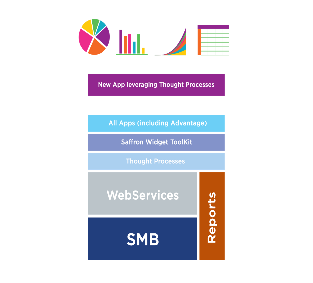 New App leveraging Thought Processes
All Apps (including Advantage)
Saffron Widget ToolKit
Thought Processes
WebServices
SMB
Reports